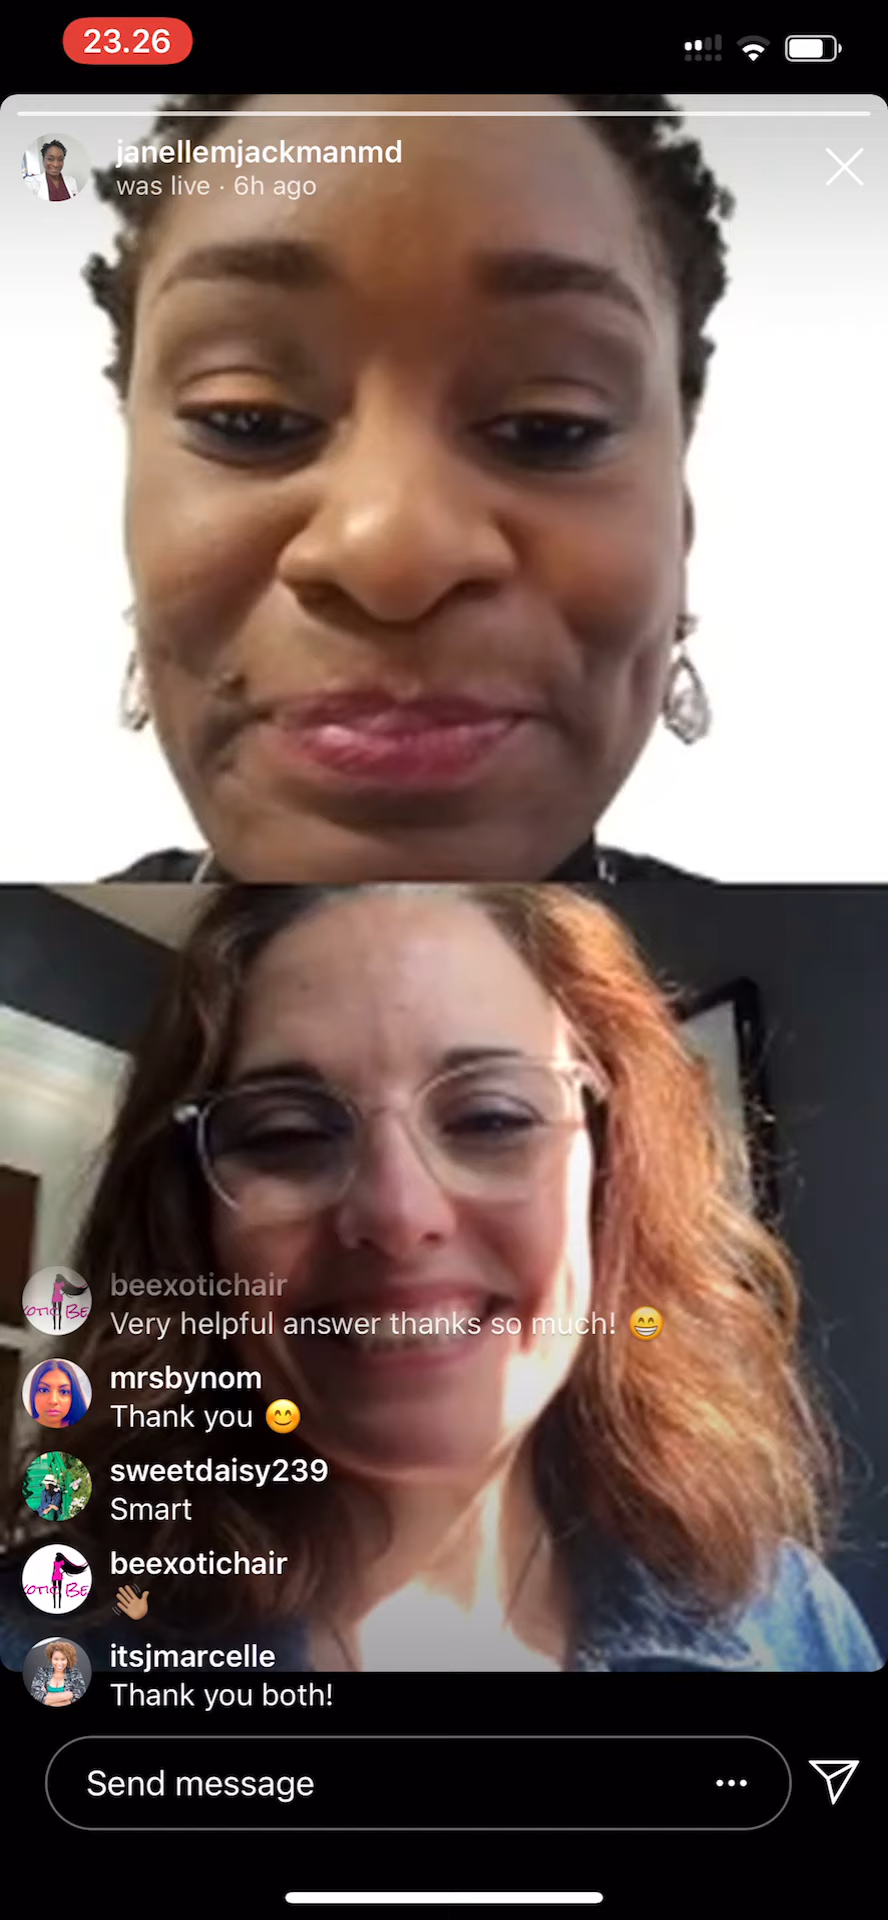 23.26
janellemjackmanmd
was live · 6h ago
beexotichair
Very helpful answer thanks so much! 😁
mrsbynom
Thank you 😊
sweetdaisy239
Smart
beexotichair
👋🏽
itsjmarcelle
Thank you both!
Send message